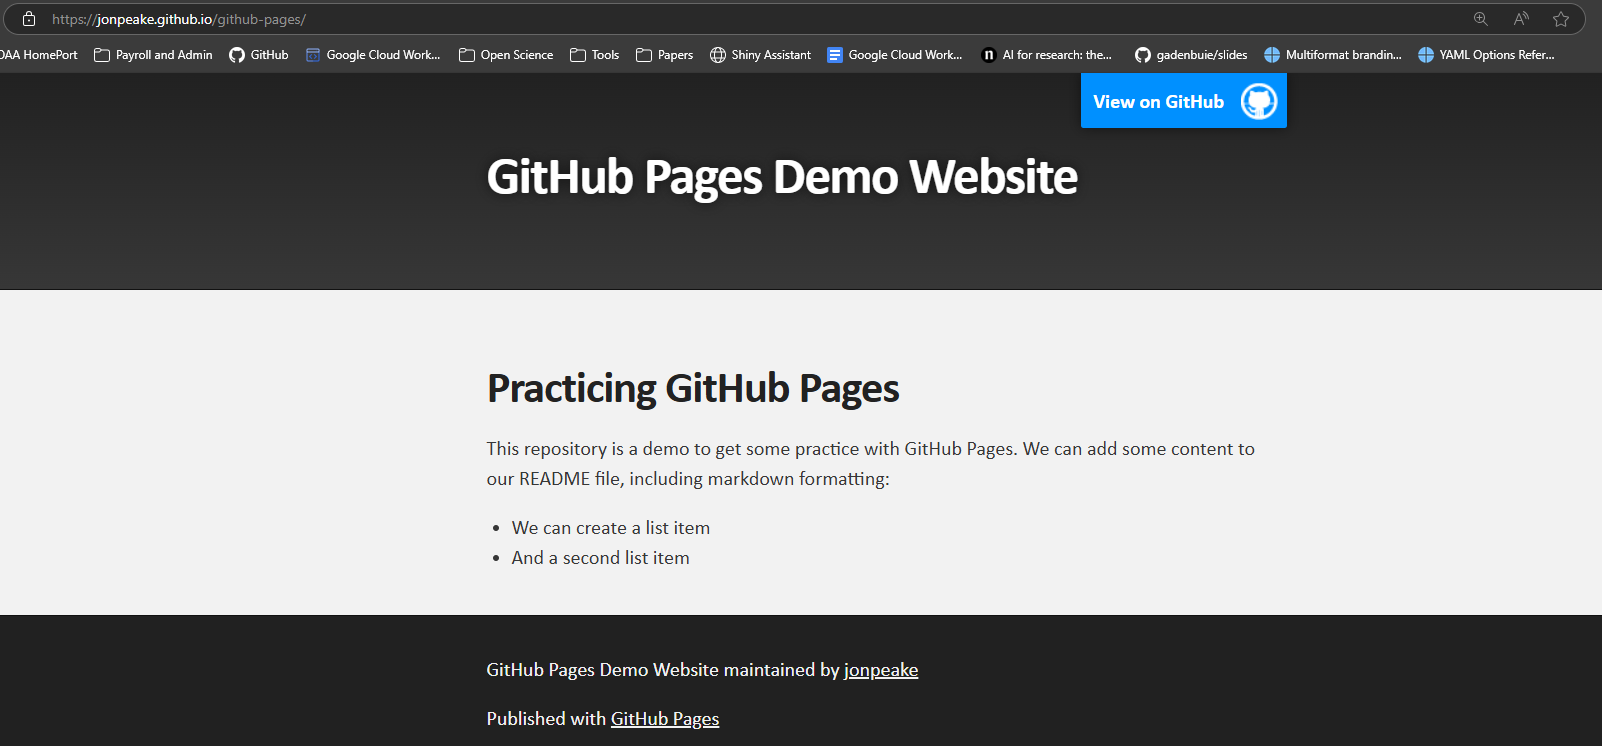 https://jonpeake.github.io/github-pages/
OAA HomePort Payroll and Admin GitHub Google Cloud Work... Open Science Tools Papers Shiny Assistant Google Cloud Work... AI for research: the... gadenbuie/slides Multiformat brandin... YAML Options Refer...
View on GitHub
GitHub Pages Demo Website
Practicing GitHub Pages
This repository is a demo to get some practice with GitHub Pages. We can add some content to
our README file, including markdown formatting:
• We can create a list item
• And a second list item
GitHub Pages Demo Website maintained by jonpeake
Published with GitHub Pages